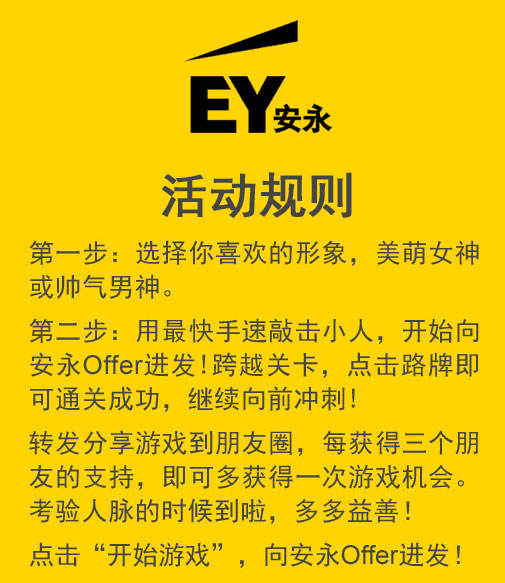 EY安永
活动规则
第一步：选择你喜欢的形象，美萌女神
或帅气男神。
第二步：用最快手速敲击小人，开始向
安永Offer进发!跨越关卡，点击路牌即
可通关成功，继续向前冲刺!
转发分享游戏到朋友圈，每获得三个朋
友的支持，即可多获得一次游戏机会。
考验人脉的时候到啦，多多益善!
点击“开始游戏”，向安永Offer进发!